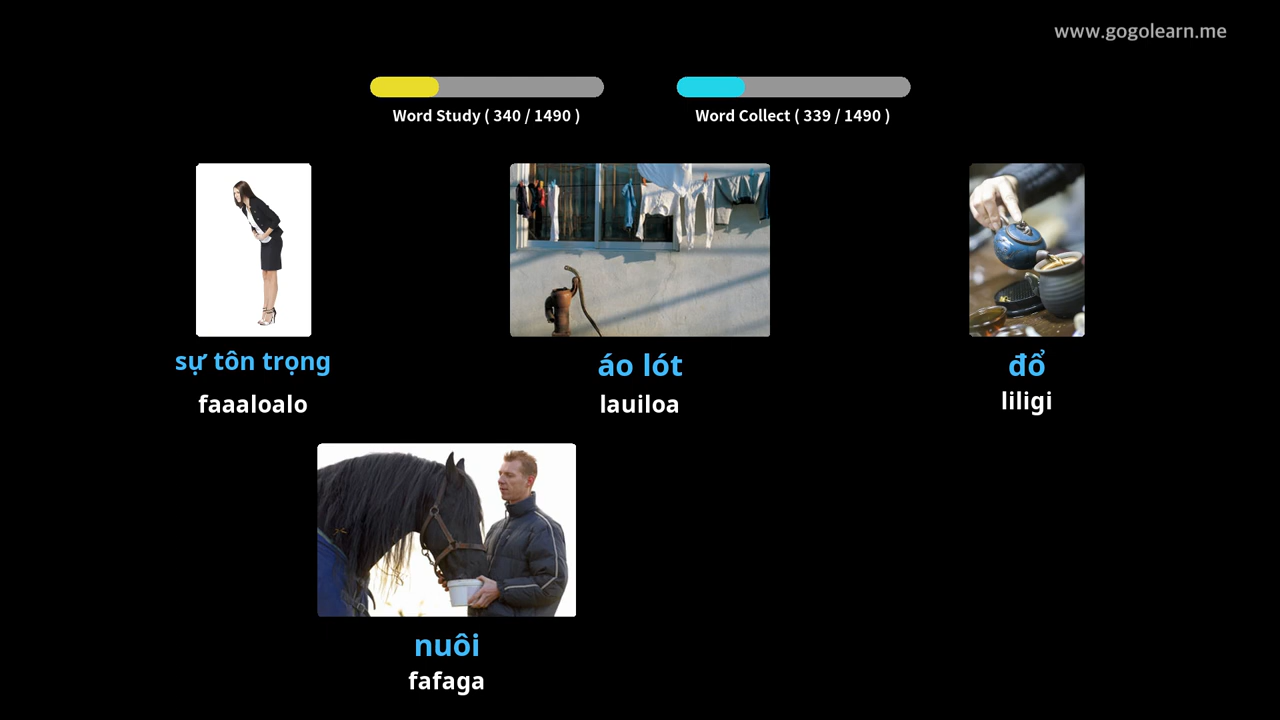 www.gogolearn.me
Word Study ( 340 / 1490 )
Word Collect ( 339 / 1490 )
sự tôn trọng
faaaloalo
áo lót
lauiloa
đổ
liligi
nuôi
fafaga